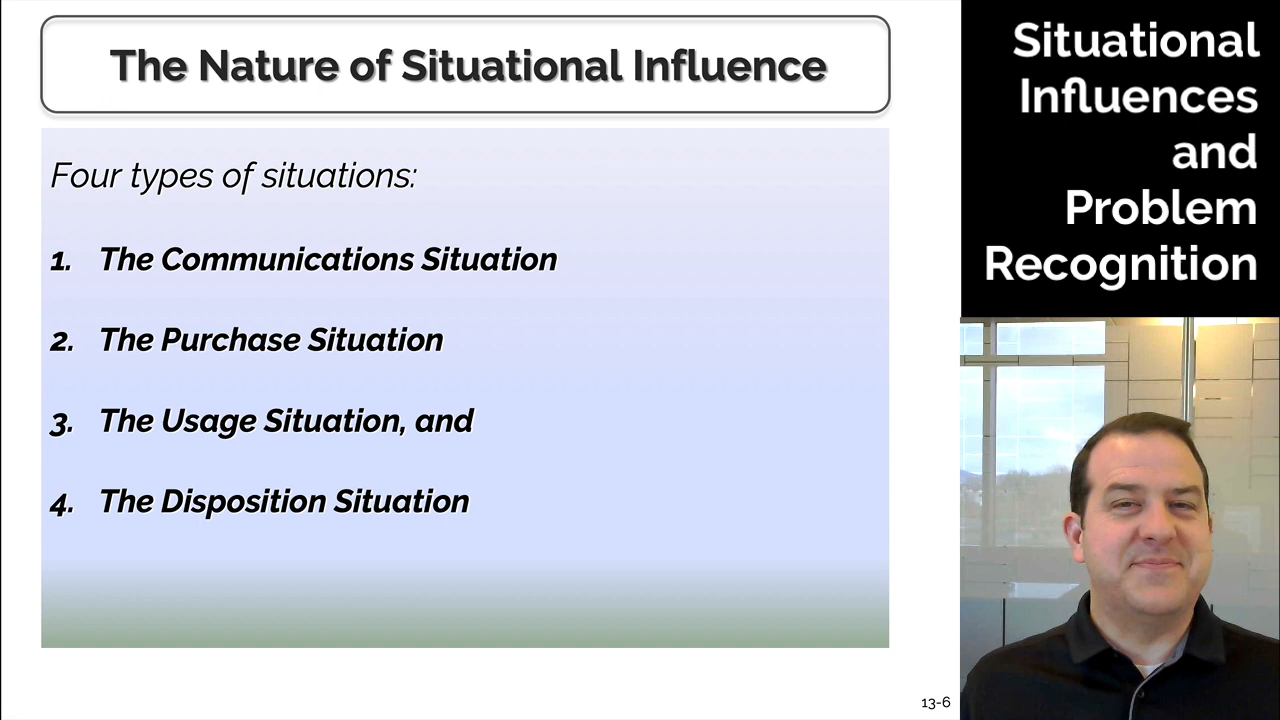 The Nature of Situational Influence
Four types of situations:
1. The Communications Situation
2. The Purchase Situation
3. The Usage Situation, and
4. The Disposition Situation
13-6
Situational
Influences
and
Problem
Recognition